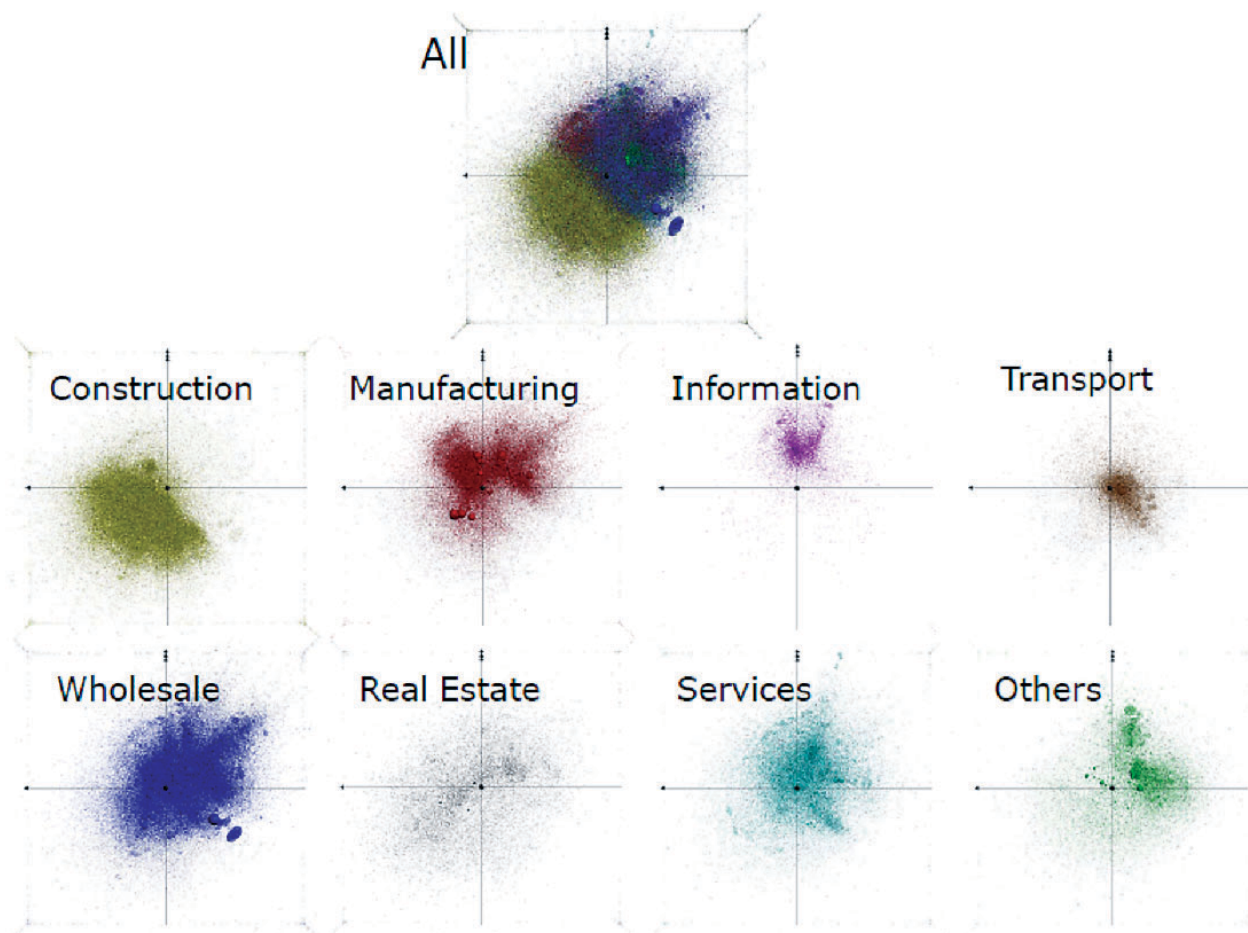 All
Construction
Manufacturing
Information
Transport
Wholesale
Real Estate
Services
Others